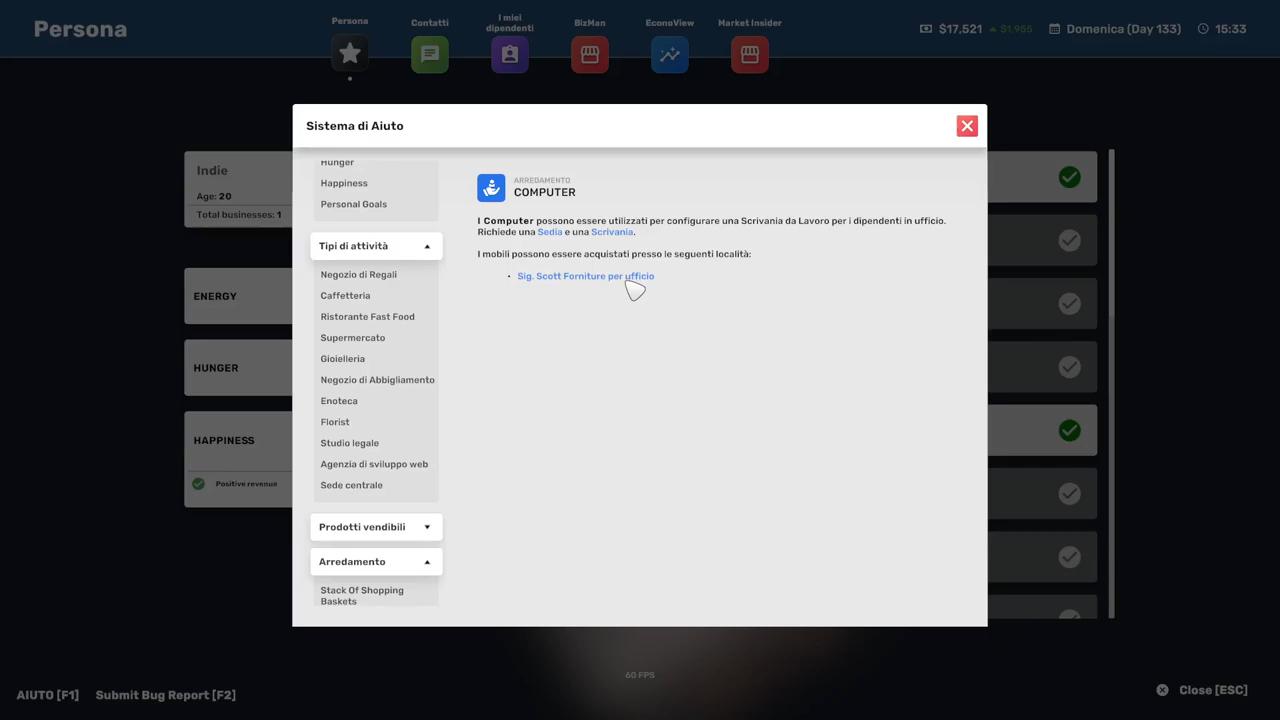 Persona
Persona
Contatti
I miei
dipendenti
BizMan
EconoView
Market Insider
$17,521
$1,955
Domenica (Day 133)
15:33
Indie
Age: 20
Total businesses: 1
ENERGY
HUNGER
HAPPINESS
Positive revenue
Sistema di Aiuto
Hunger
Happiness
Personal Goals
Tipi di attività
Negozio di Regali
Caffetteria
Ristorante Fast Food
Supermercato
Gioielleria
Negozio di Abbigliamento
Enoteca
Florist
Studio legale
Agenzia di sviluppo web
Sede centrale
Prodotti vendibili
Arredamento
Stack Of Shopping
Baskets
ARREDAMENTO
COMPUTER
I Computer possono essere utilizzati per configurare una Scrivania da Lavoro per i dipendenti in ufficio.
Richiede una Sedia e una Scrivania.
I mobili possono essere acquistati presso le seguenti località:
• Sig. Scott Forniture per ufficio
60 FPS
AIUTO [F1]
Submit Bug Report [F2]
Close [ESC]